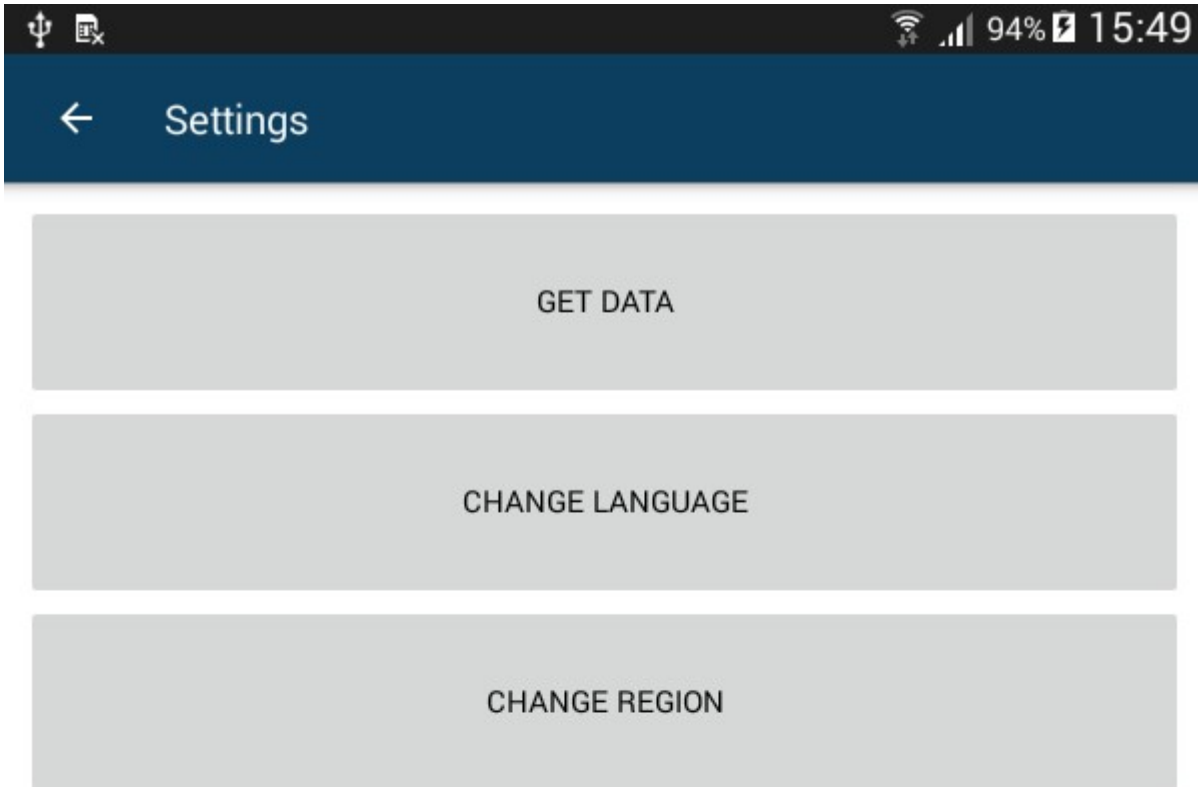 94% 15:49
Settings
GET DATA
CHANGE LANGUAGE
CHANGE REGION